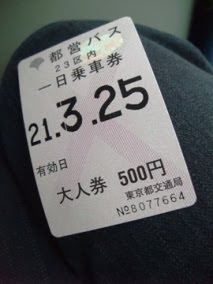 都営バス
23区内
一日乗車券
21.3.25
有効日
大人券 500円
東京都交通局
№8077664